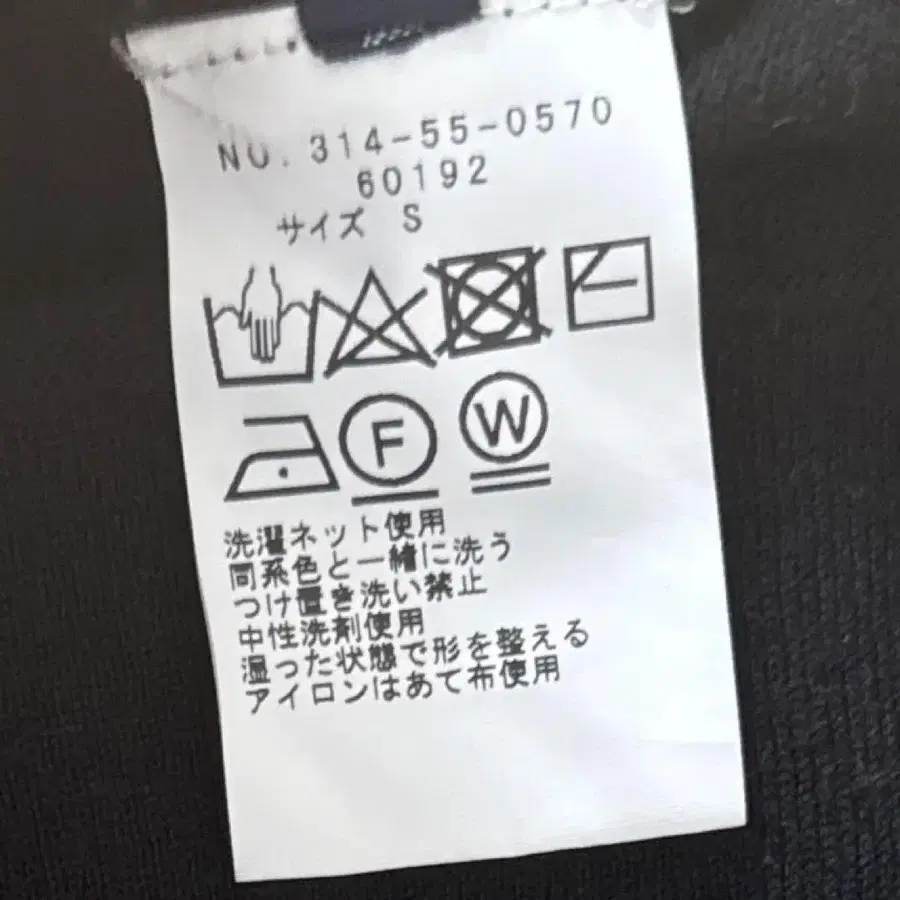 NO. 314-55-0570
60192
サイズ S
F W
洗濯ネット使用
同系色と一緒に洗う
つけ置き洗い禁止
中性洗剤使用
湿った状態で形を整える
アイロンはあて布使用